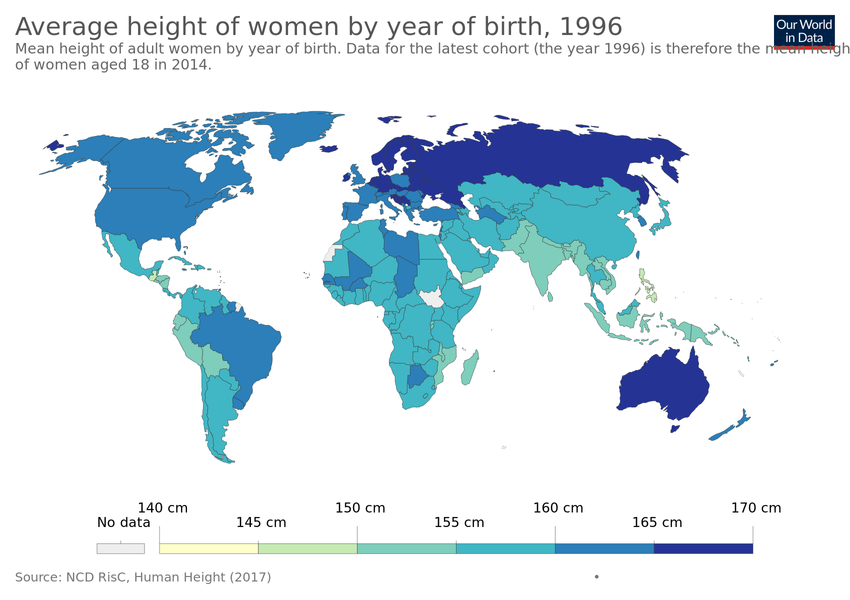 Average height of women by year of birth, 1996
Our World
in Data
Mean height of adult women by year of birth. Data for the latest cohort (the year 1996) is therefore the mean heigh
of women aged 18 in 2014.
140 cm
150 cm
160 cm
170 cm
No data
145 cm
155 cm
165 cm
Source: NCD RisC, Human Height (2017)